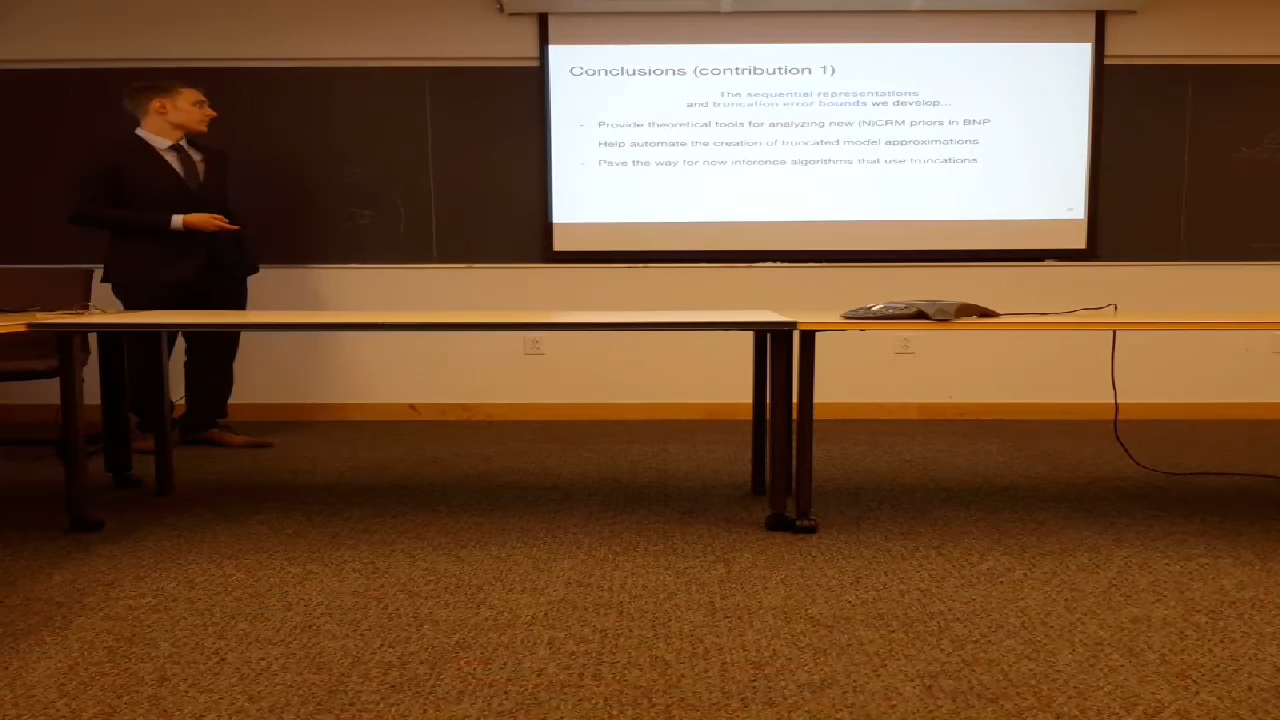 Conclusions (contribution 1)
The sequential representations
and truncation error bounds we develop...
- Provide theoretical tools for analyzing new (N)CRM priors in BNP
Help automate the creation of truncated model approximations
- Pave the way for new inference algorithms that use truncations